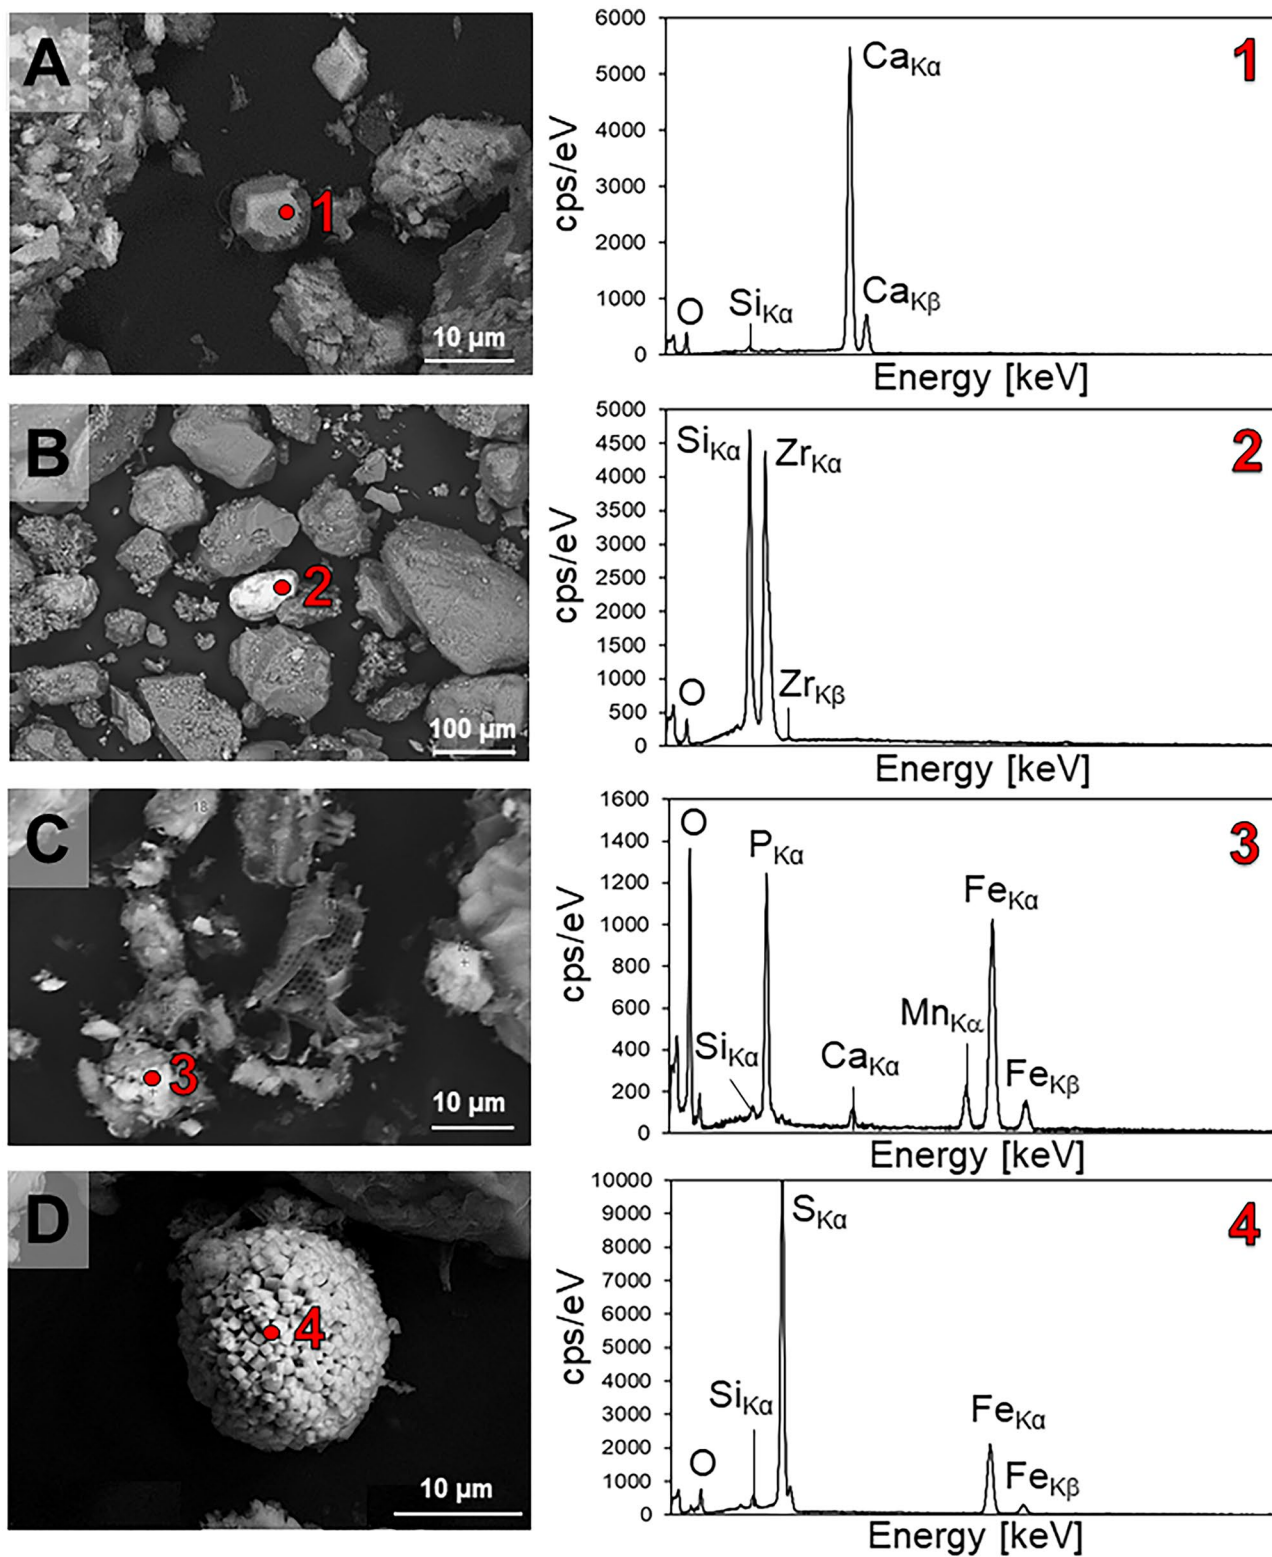 A
1
10 µm
cps/eV
6000
5000
4000
3000
2000
1000
0
O
SiKα
CaKα
CaKβ
1
Energy [keV]
B
2
100 µm
cps/eV
5000
4500
4000
3500
3000
2500
2000
1500
1000
500
0
SiKα
ZrKα
O
ZrKβ
2
Energy [keV]
C
18
3
10 µm
cps/eV
1600
1400
1200
1000
800
600
400
200
0
O
PKα
FeKα
SiKα
CaKα
MnKα
FeKβ
3
Energy [keV]
D
4
10 µm
cps/eV
10000
9000
8000
7000
6000
5000
4000
3000
2000
1000
0
SKα
SiKα
O
FeKα
FeKβ
4
Energy [keV]